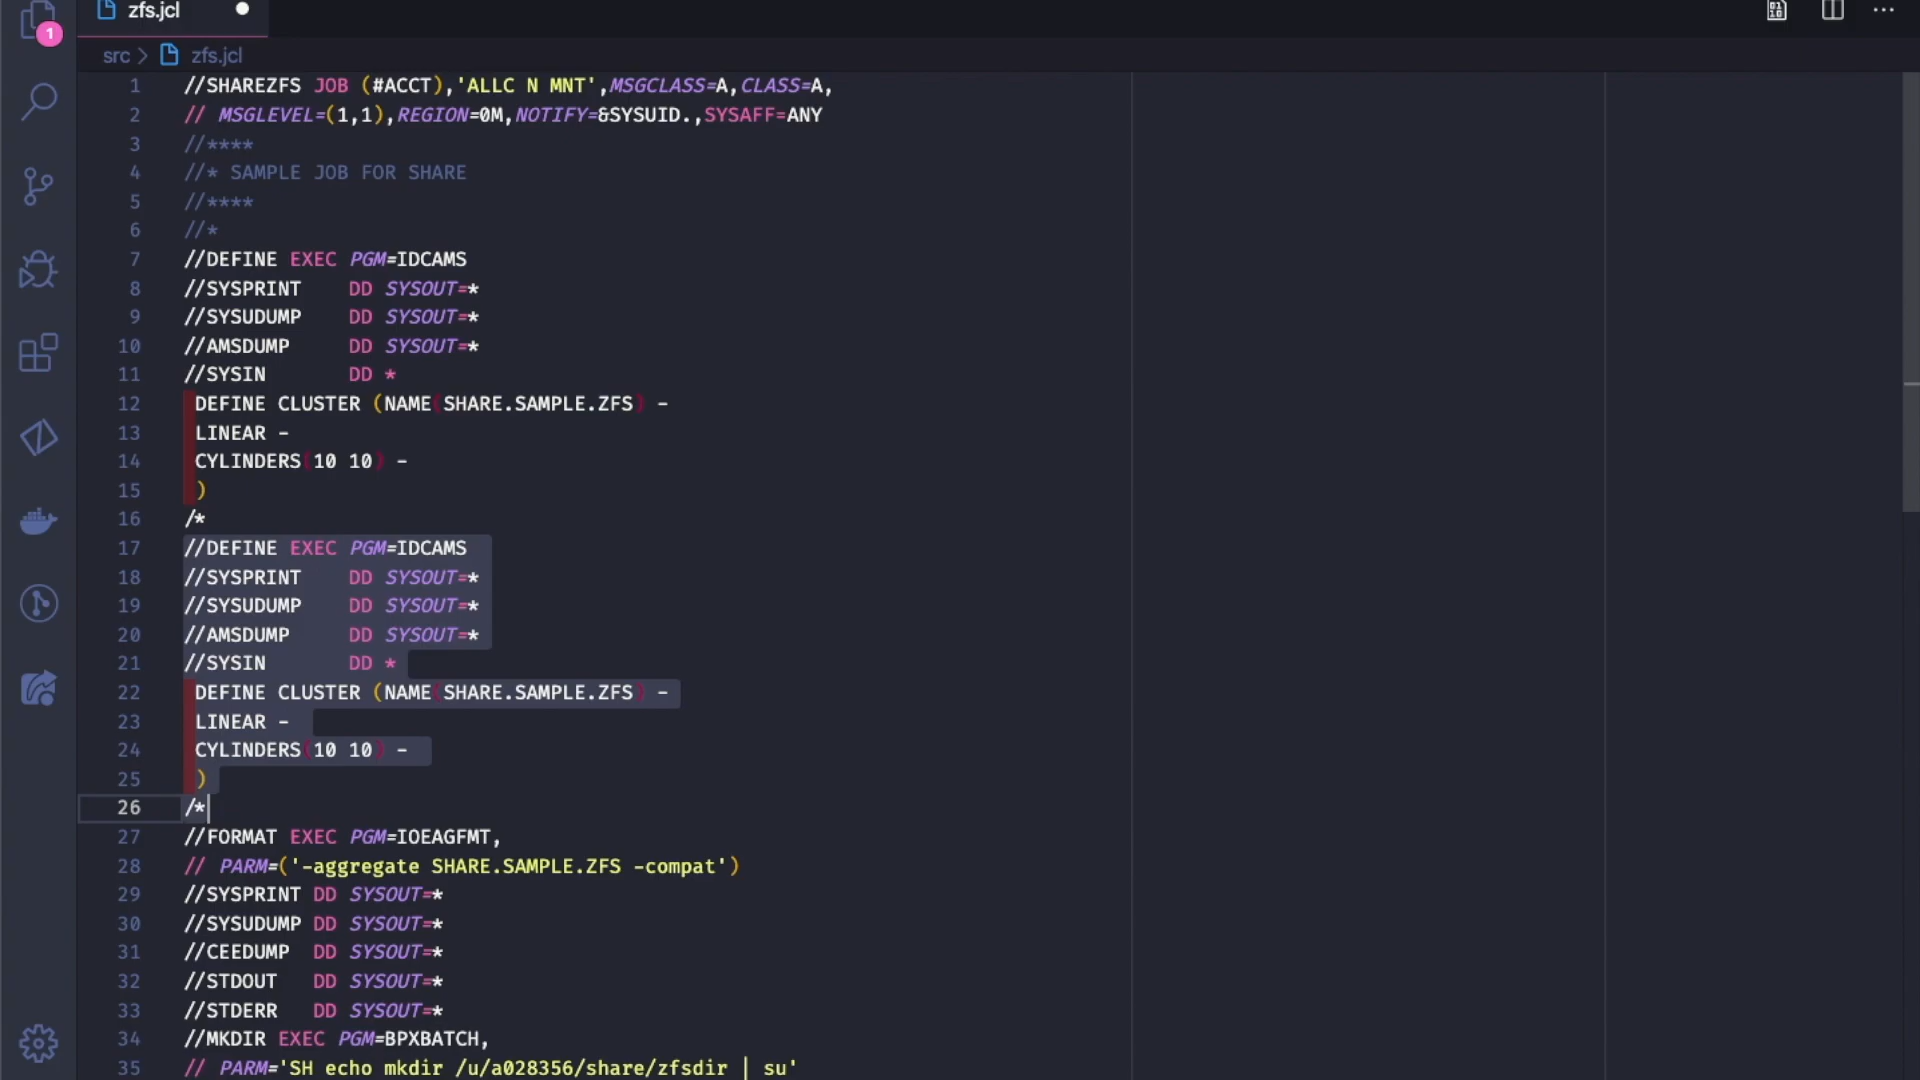 zfs.jcl
1
src > zfs.jcl
1 //SHAREZFS JOB (#ACCT),'ALLC N MNT',MSGCLASS=A,CLASS=A,
2 // MSGLEVEL=(1,1),REGION=0M,NOTIFY=&SYSUID.,SYSAFF=ANY
3 //****
4 //* SAMPLE JOB FOR SHARE
5 //****
6 //*
7 //DEFINE EXEC PGM=IDCAMS
8 //SYSPRINT    DD SYSOUT=*
9 //SYSUDUMP    DD SYSOUT=*
10 //AMSDUMP     DD SYSOUT=*
11 //SYSIN       DD *
12  DEFINE CLUSTER (NAME(SHARE.SAMPLE.ZFS) -
13  LINEAR -
14  CYLINDERS(10 10) -
15  )
16 /*
17 //DEFINE EXEC PGM=IDCAMS
18 //SYSPRINT    DD SYSOUT=*
19 //SYSUDUMP    DD SYSOUT=*
20 //AMSDUMP     DD SYSOUT=*
21 //SYSIN       DD *
22  DEFINE CLUSTER (NAME(SHARE.SAMPLE.ZFS) -
23  LINEAR -
24  CYLINDERS(10 10) -
25  )
26 /*
27 //FORMAT EXEC PGM=IOEAGFMT,
28 // PARM=('-aggregate SHARE.SAMPLE.ZFS -compat')
29 //SYSPRINT DD SYSOUT=*
30 //SYSUDUMP DD SYSOUT=*
31 //CEEDUMP  DD SYSOUT=*
32 //STDOUT   DD SYSOUT=*
33 //STDERR   DD SYSOUT=*
34 //MKDIR EXEC PGM=BPXBATCH,
35 // PARM='SH echo mkdir /u/a028356/share/zfsdir | su'